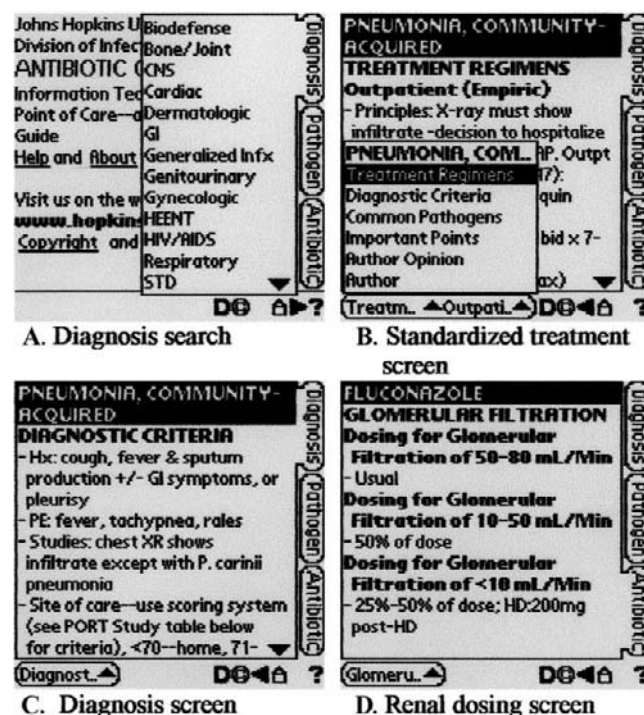 Johns Hopkins U
Division of Infec
ANTIBIOTIC
Information Tec
Point of Care--a
Guide
Help and About
Visit us on the w
www.hopkins
Copyright and
Biodefense
Bone/Joint
CNS
Cardiac
Dermatologic
GI
Generalized Infx
Genitourinary
Gynecologic
HEENT
HIV/AIDS
Respiratory
STD
Diagnosis
Pathogen
Antibiotic
D ?
A. Diagnosis search
PNEUMONIA, COMMUNITY-
ACQUIRED
TREATMENT REGIMENS
Outpatient (Empiric)
- Principles: X-ray must show
infiltrate -decision to hospitalize
AP. Outpt
7):
quin
bid x 7-
ax)
PNEUMONIA, COM..
Treatment Regimens
Diagnostic Criteria
Common Pathogens
Important Points
Author Opinion
Author
Diagnosis
Pathogen
Antibiotic
Treatm.. Outpati.. D ?
B. Standardized treatment
screen
PNEUMONIA, COMMUNITY-
ACQUIRED
DIAGNOSTIC CRITERIA
- Hx: cough, fever & sputum
production +/- GI symptoms, or
pleurisy
- PE: fever, tachypnea, rales
- Studies: chest XR shows
infiltrate except with P. carinii
pneumonia
- Site of care--use scoring system
(see PORT Study table below
for criteria), <70--home, 71-
Diagnosis
Pathogen
Antibiotic
Diagnost.. D ?
C. Diagnosis screen
FLUCONAZOLE
GLOMERULAR FILTRATION
Dosing for Glomerular
Filtration of 50-80 mL/Min
- Usual
Dosing for Glomerular
Filtration of 10-50 mL/Min
- 50% of dose
Dosing for Glomerular
Filtration of <10 mL/Min
- 25%-50% of dose; HD:200mg
post-HD
Diagnosis
Pathogen
Antibiotic
Glomeru.. D ?
D. Renal dosing screen